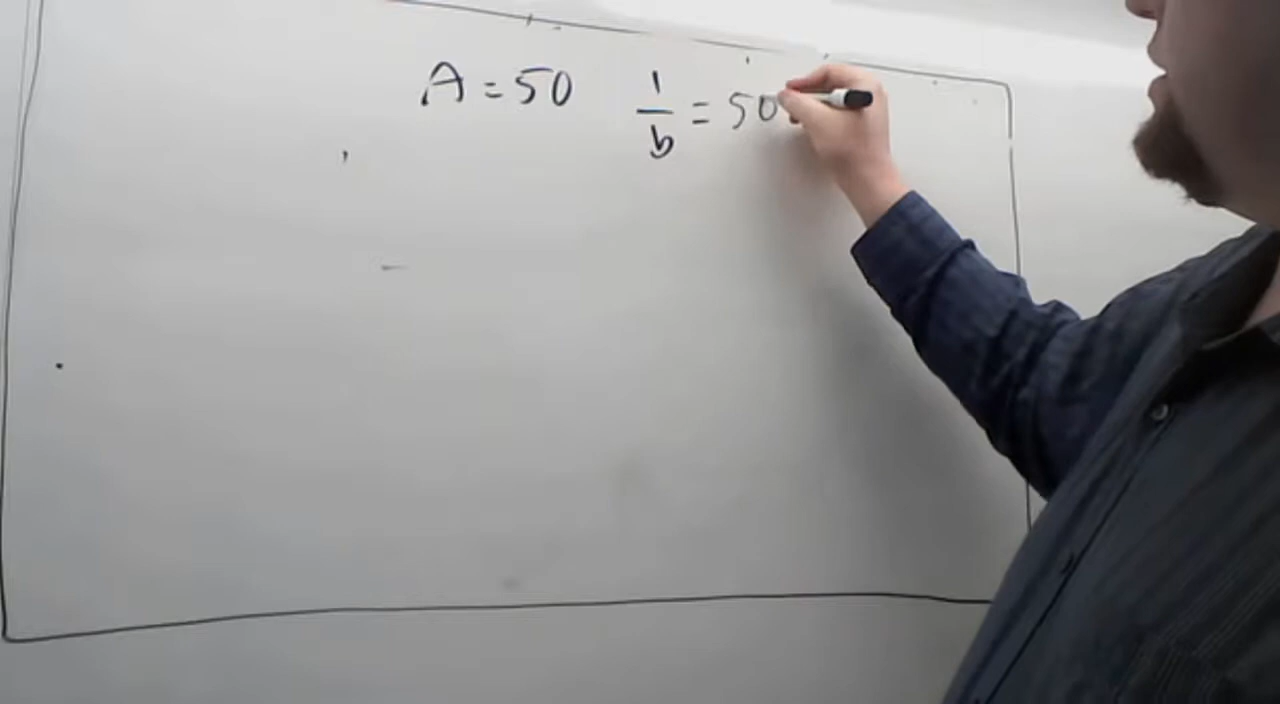 A = 50 1/b = 50